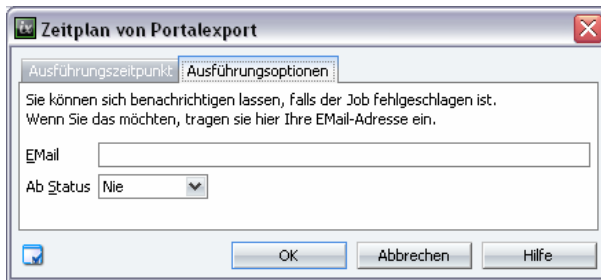 Zeitplan von Portalexport
Ausführungszeitpunkt Ausführungsoptionen
Sie können sich benachrichtigen lassen, falls der Job fehlgeschlagen ist.
Wenn Sie das möchten, tragen sie hier Ihre EMail-Adresse ein.
EMail
Ab Status Nie
OK Abbrechen Hilfe